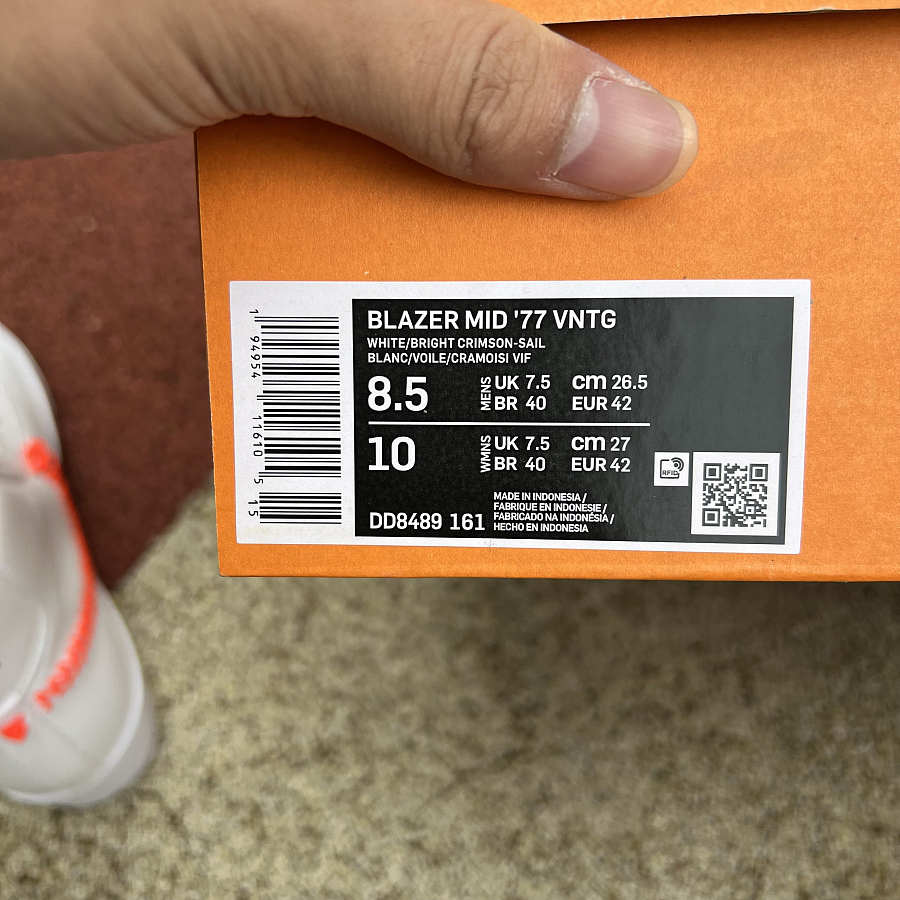 BLAZER MID '77 VNTG
WHITE/BRIGHT CRIMSON-SAIL
BLANC/VOILE/CRAMOISI VIF
8.5 MENS UK 7.5 cm 26.5
BR 40 EUR 42
10 WMNS UK 7.5 cm 27
BR 40 EUR 42
RFID
DD8489 161
MADE IN INDONESIA /
FABRIQUE EN INDONÉSIE /
FABRICADO NA INDONÉSIA /
HECHO EN INDONESIA
1 94954 11610 5 15